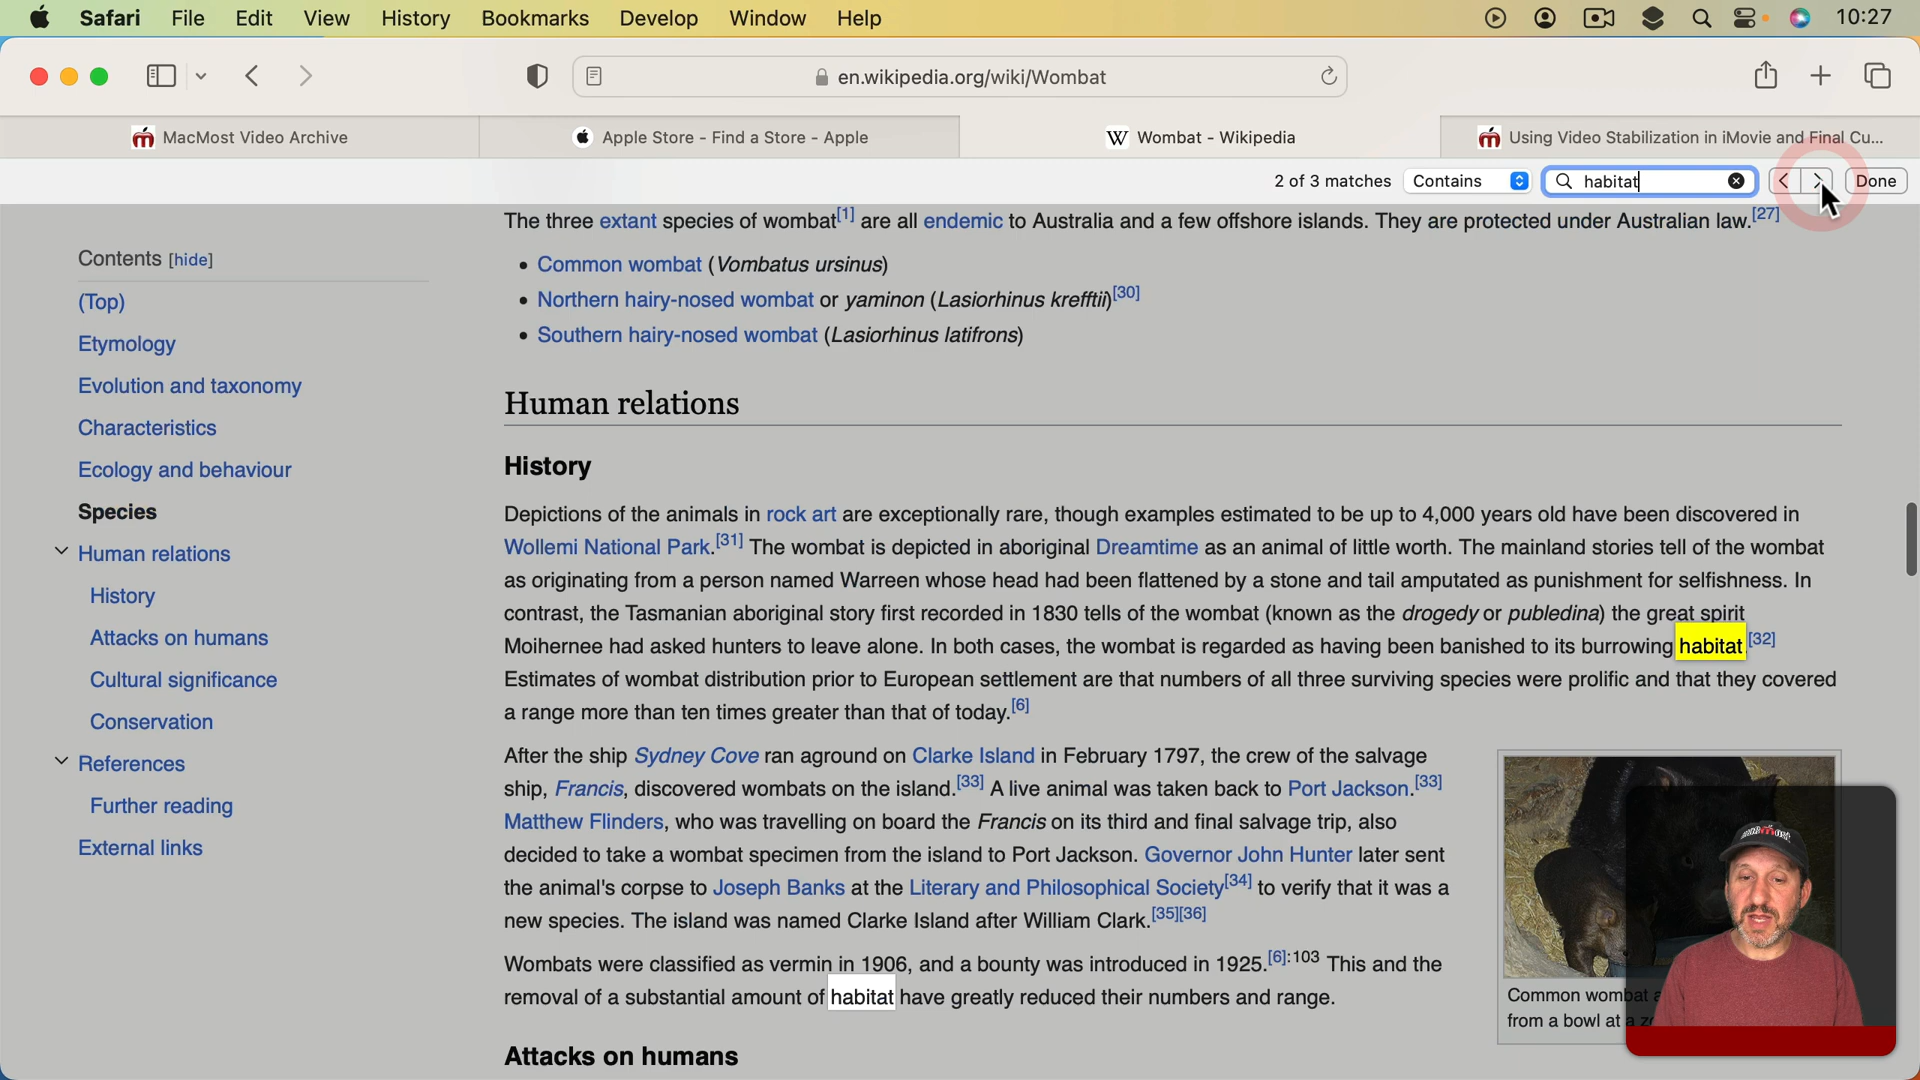 Safari File Edit View History Bookmarks Develop Window Help 10:27
en.wikipedia.org/wiki/Wombat
MacMost Video Archive
Apple Store - Find a Store - Apple
W Wombat - Wikipedia
Using Video Stabilization in iMovie and Final Cu...
2 of 3 matches Contains habitat Done
The three extant species of wombat[1] are all endemic to Australia and a few offshore islands. They are protected under Australian law.[27]
Contents [hide]
(Top)
Etymology
Evolution and taxonomy
Characteristics
Ecology and behaviour
Species
Human relations
History
Attacks on humans
Cultural significance
Conservation
References
Further reading
External links
• Common wombat (Vombatus ursinus)
• Northern hairy-nosed wombat or yaminon (Lasiorhinus krefftii)[30]
• Southern hairy-nosed wombat (Lasiorhinus latifrons)
Human relations
History
Depictions of the animals in rock art are exceptionally rare, though examples estimated to be up to 4,000 years old have been discovered in
Wollemi National Park.[31] The wombat is depicted in aboriginal Dreamtime as an animal of little worth. The mainland stories tell of the wombat
as originating from a person named Warreen whose head had been flattened by a stone and tail amputated as punishment for selfishness. In
contrast, the Tasmanian aboriginal story first recorded in 1830 tells of the wombat (known as the drogedy or publedina) the great spirit
Moihernee had asked hunters to leave alone. In both cases, the wombat is regarded as having been banished to its burrowing habitat[32]
Estimates of wombat distribution prior to European settlement are that numbers of all three surviving species were prolific and that they covered
a range more than ten times greater than that of today.[6]
After the ship Sydney Cove ran aground on Clarke Island in February 1797, the crew of the salvage
ship, Francis, discovered wombats on the island.[33] A live animal was taken back to Port Jackson.[33]
Matthew Flinders, who was travelling on board the Francis on its third and final salvage trip, also
decided to take a wombat specimen from the island to Port Jackson. Governor John Hunter later sent
the animal's corpse to Joseph Banks at the Literary and Philosophical Society[34] to verify that it was a
new species. The island was named Clarke Island after William Clark.[35][36]
Wombats were classified as vermin in 1906, and a bounty was introduced in 1925.[6]:103 This and the
removal of a substantial amount of habitat have greatly reduced their numbers and range.
Common wombat
from a bowl at a
Attacks on humans